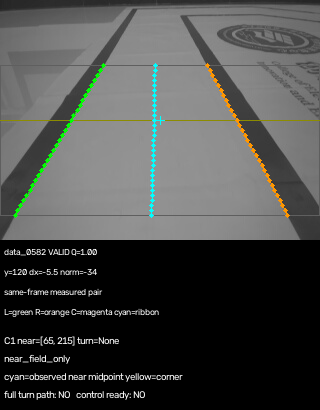 data_0582 VALID Q=1.00
y=120 dx=-5.5 norm=-34
same-frame measured pair
L=green R=orange C=magenta cyan=ribbon
C1 near=[65, 215] turn=None
near_field_only
cyan=observed near midpoint yellow=corner
full turn path: NO control ready: NO